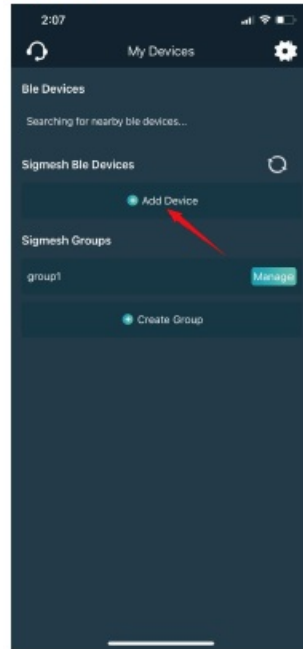 2:07
My Devices
Ble Devices
Searching for nearby ble devices...
Sigmesh Ble Devices
Add Device
Sigmesh Groups
group1
Manage
Create Group